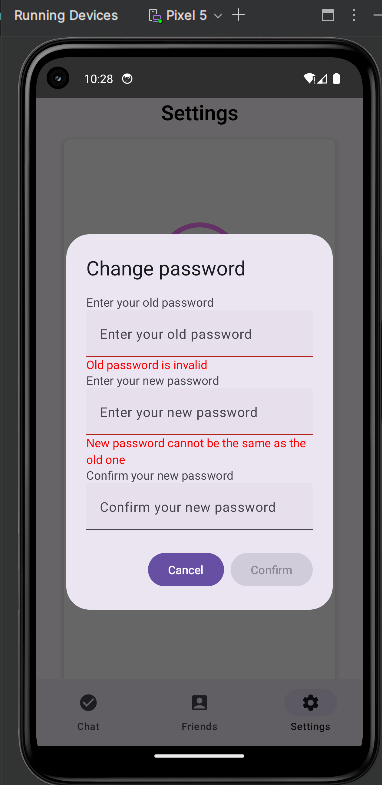 Running Devices
Pixel 5
10:28
Settings
Change password
Enter your old password
Enter your old password
Old password is invalid
Enter your new password
Enter your new password
New password cannot be the same as the
old one
Confirm your new password
Confirm your new password
Cancel
Confirm
Chat
Friends
Settings